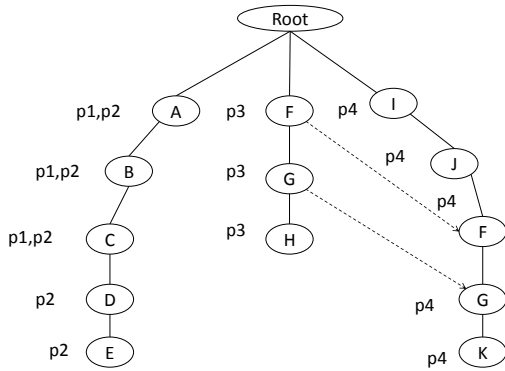 Root
p1,p2 A p3 F p4 I
p4 J
p1,p2 B p3 G p4
F
p1,p2 C p3 H
p2 D p4 G
p2 E p4 K